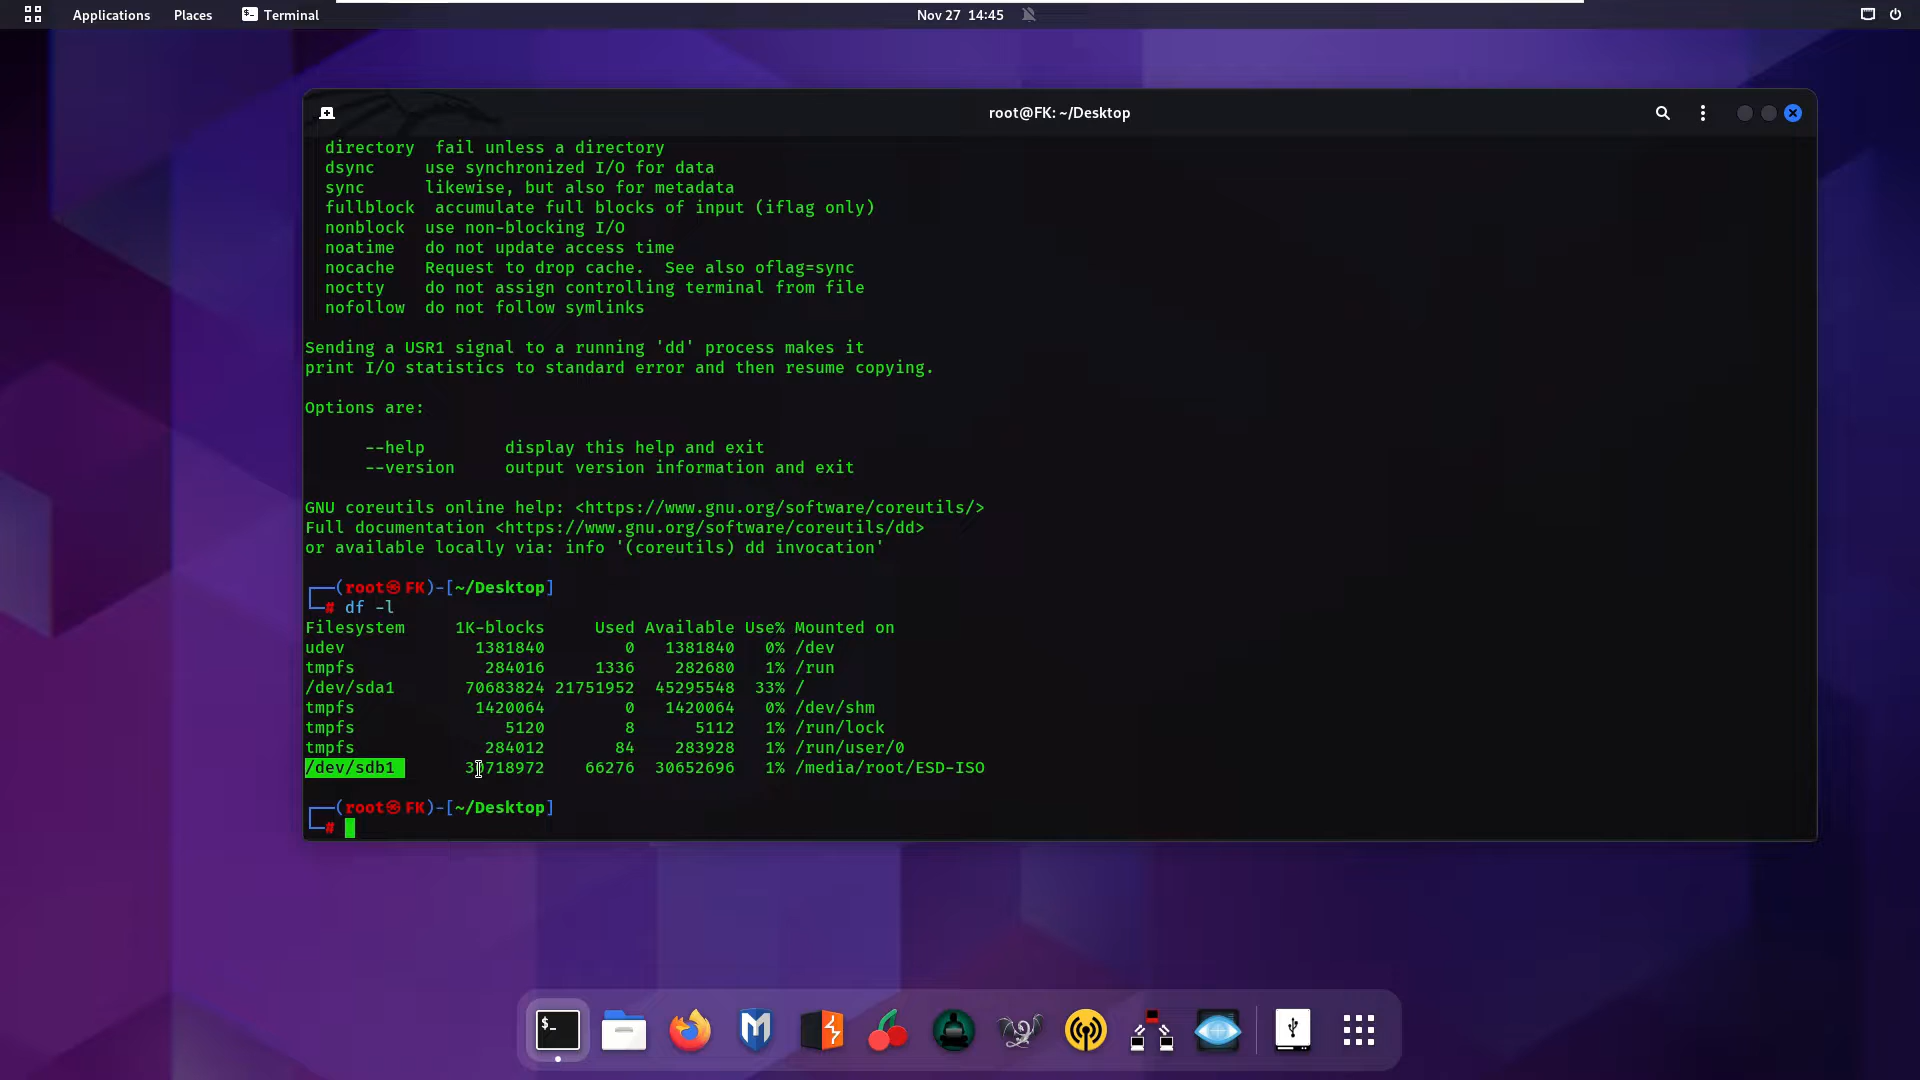 Applications Places Terminal Nov 27 14:45
root@FK: ~/Desktop
directory  fail unless a directory
dsync     use synchronized I/O for data
sync      likewise, but also for metadata
fullblock  accumulate full blocks of input (iflag only)
nonblock  use non-blocking I/O
noatime   do not update access time
nocache   Request to drop cache.  See also oflag=sync
noctty    do not assign controlling terminal from file
nofollow  do not follow symlinks
Sending a USR1 signal to a running 'dd' process makes it
print I/O statistics to standard error and then resume copying.
Options are:
--help        display this help and exit
--version     output version information and exit
GNU coreutils online help: <https://www.gnu.org/software/coreutils/>
Full documentation <https://www.gnu.org/software/coreutils/dd>
or available locally via: info '(coreutils) dd invocation'
┌──(root㉿FK)-[~/Desktop]
└─# df -l
Filesystem     1K-blocks     Used Available Use% Mounted on
udev             1381840        0   1381840   0% /dev
tmpfs             284016     1336    282680   1% /run
/dev/sda1       70683824 21751952  45295548  33% /
tmpfs            1420064        0   1420064   0% /dev/shm
tmpfs               5120        8      5112   1% /run/lock
tmpfs             284012       84    283928   1% /run/user/0
/dev/sdb1       30718972    66276  30652696   1% /media/root/ESD-ISO
┌──(root㉿FK)-[~/Desktop]
└─#